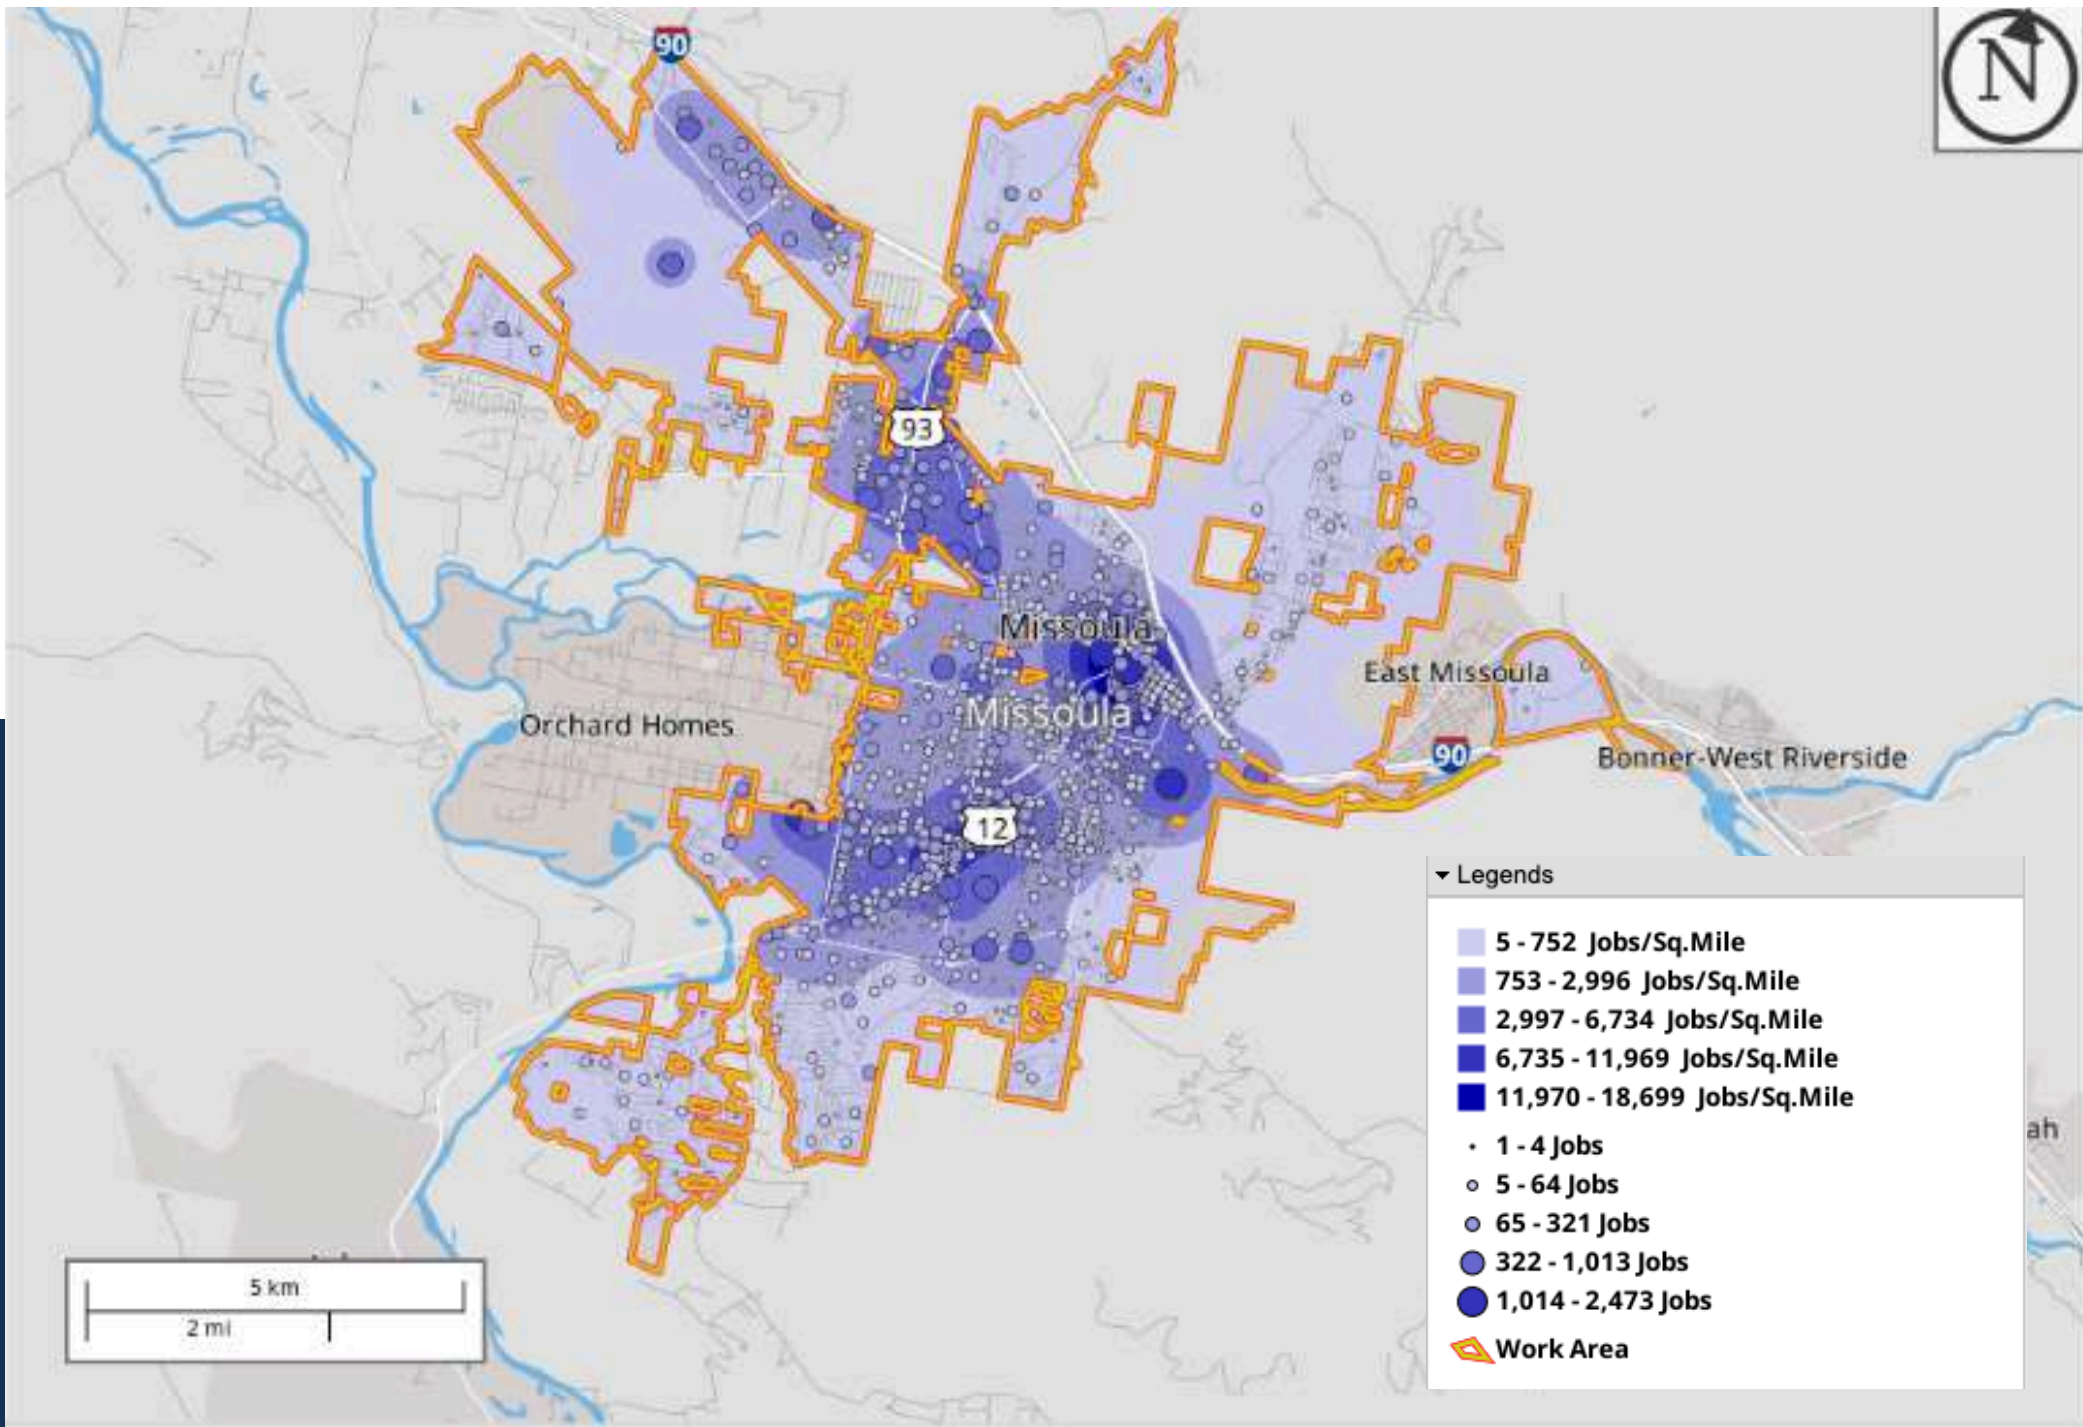 90
N
93
Missoula
East Missoula
Missoula
Orchard Homes
90
Bonner-West Riverside
12
Legends
5 - 752 Jobs/Sq.Mile
753 - 2,996 Jobs/Sq.Mile
2,997 - 6,734 Jobs/Sq.Mile
6,735 - 11,969 Jobs/Sq.Mile
11,970 - 18,699 Jobs/Sq.Mile
1 - 4 Jobs
5 - 64 Jobs
65 - 321 Jobs
322 - 1,013 Jobs
1,014 - 2,473 Jobs
Work Area
ah
5 km
2 mi